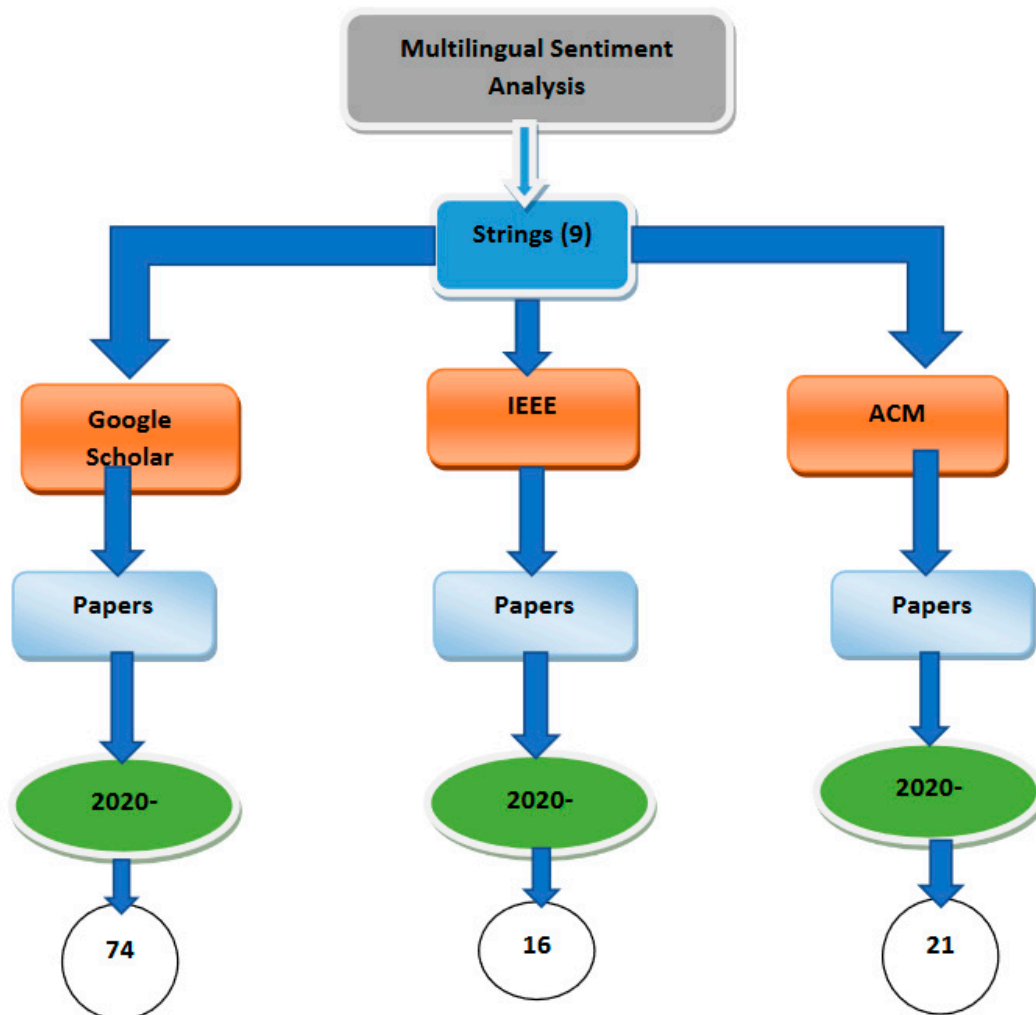 Multilingual Sentiment
Analysis
Strings (9)
Google
Scholar
IEEE
ACM
Papers
Papers
Papers
2020-
2020-
2020-
74
16
21